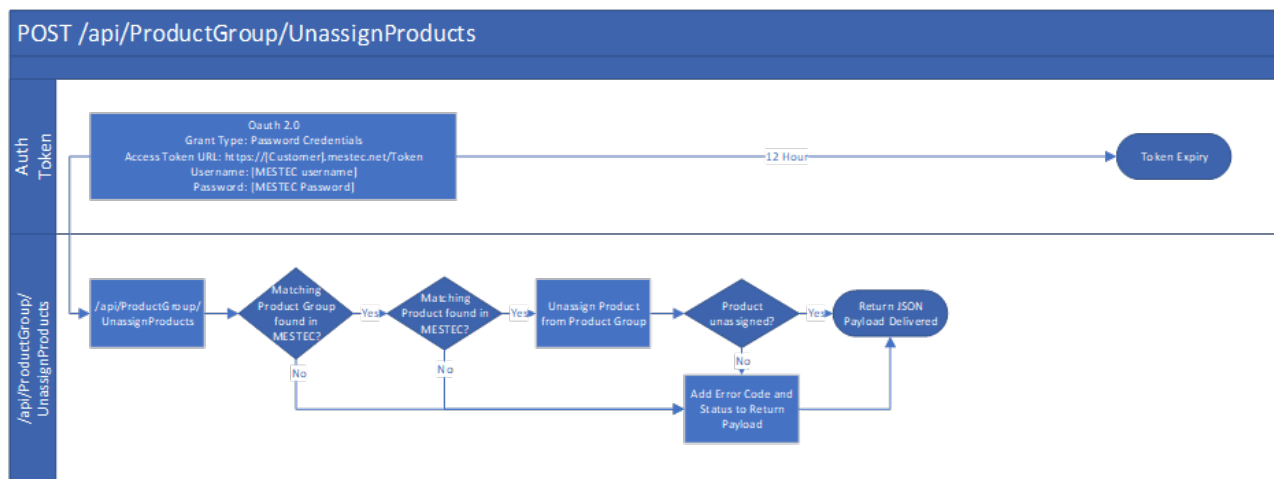 POST /api/ProductGroup/UnassignProducts
Auth
Token
Oauth 2.0
Grant Type: Password Credentials
Access Token URL: https://[Customer].mestec.net/Token
Username: [MESTEC username]
Password: [MESTEC Password]
12 Hour
Token Expiry
/api/ProductGroup/
UnassignProducts
/api/ProductGroup/
UnassignProducts
Matching
Product Group
found in
MESTEC?
Yes
No
Matching
Product found in
MESTEC?
Yes
No
Unassign Product
from Product Group
Product
unassigned?
Yes
No
Return JSON
Payload Delivered
Add Error Code and
Status to Return
Payload